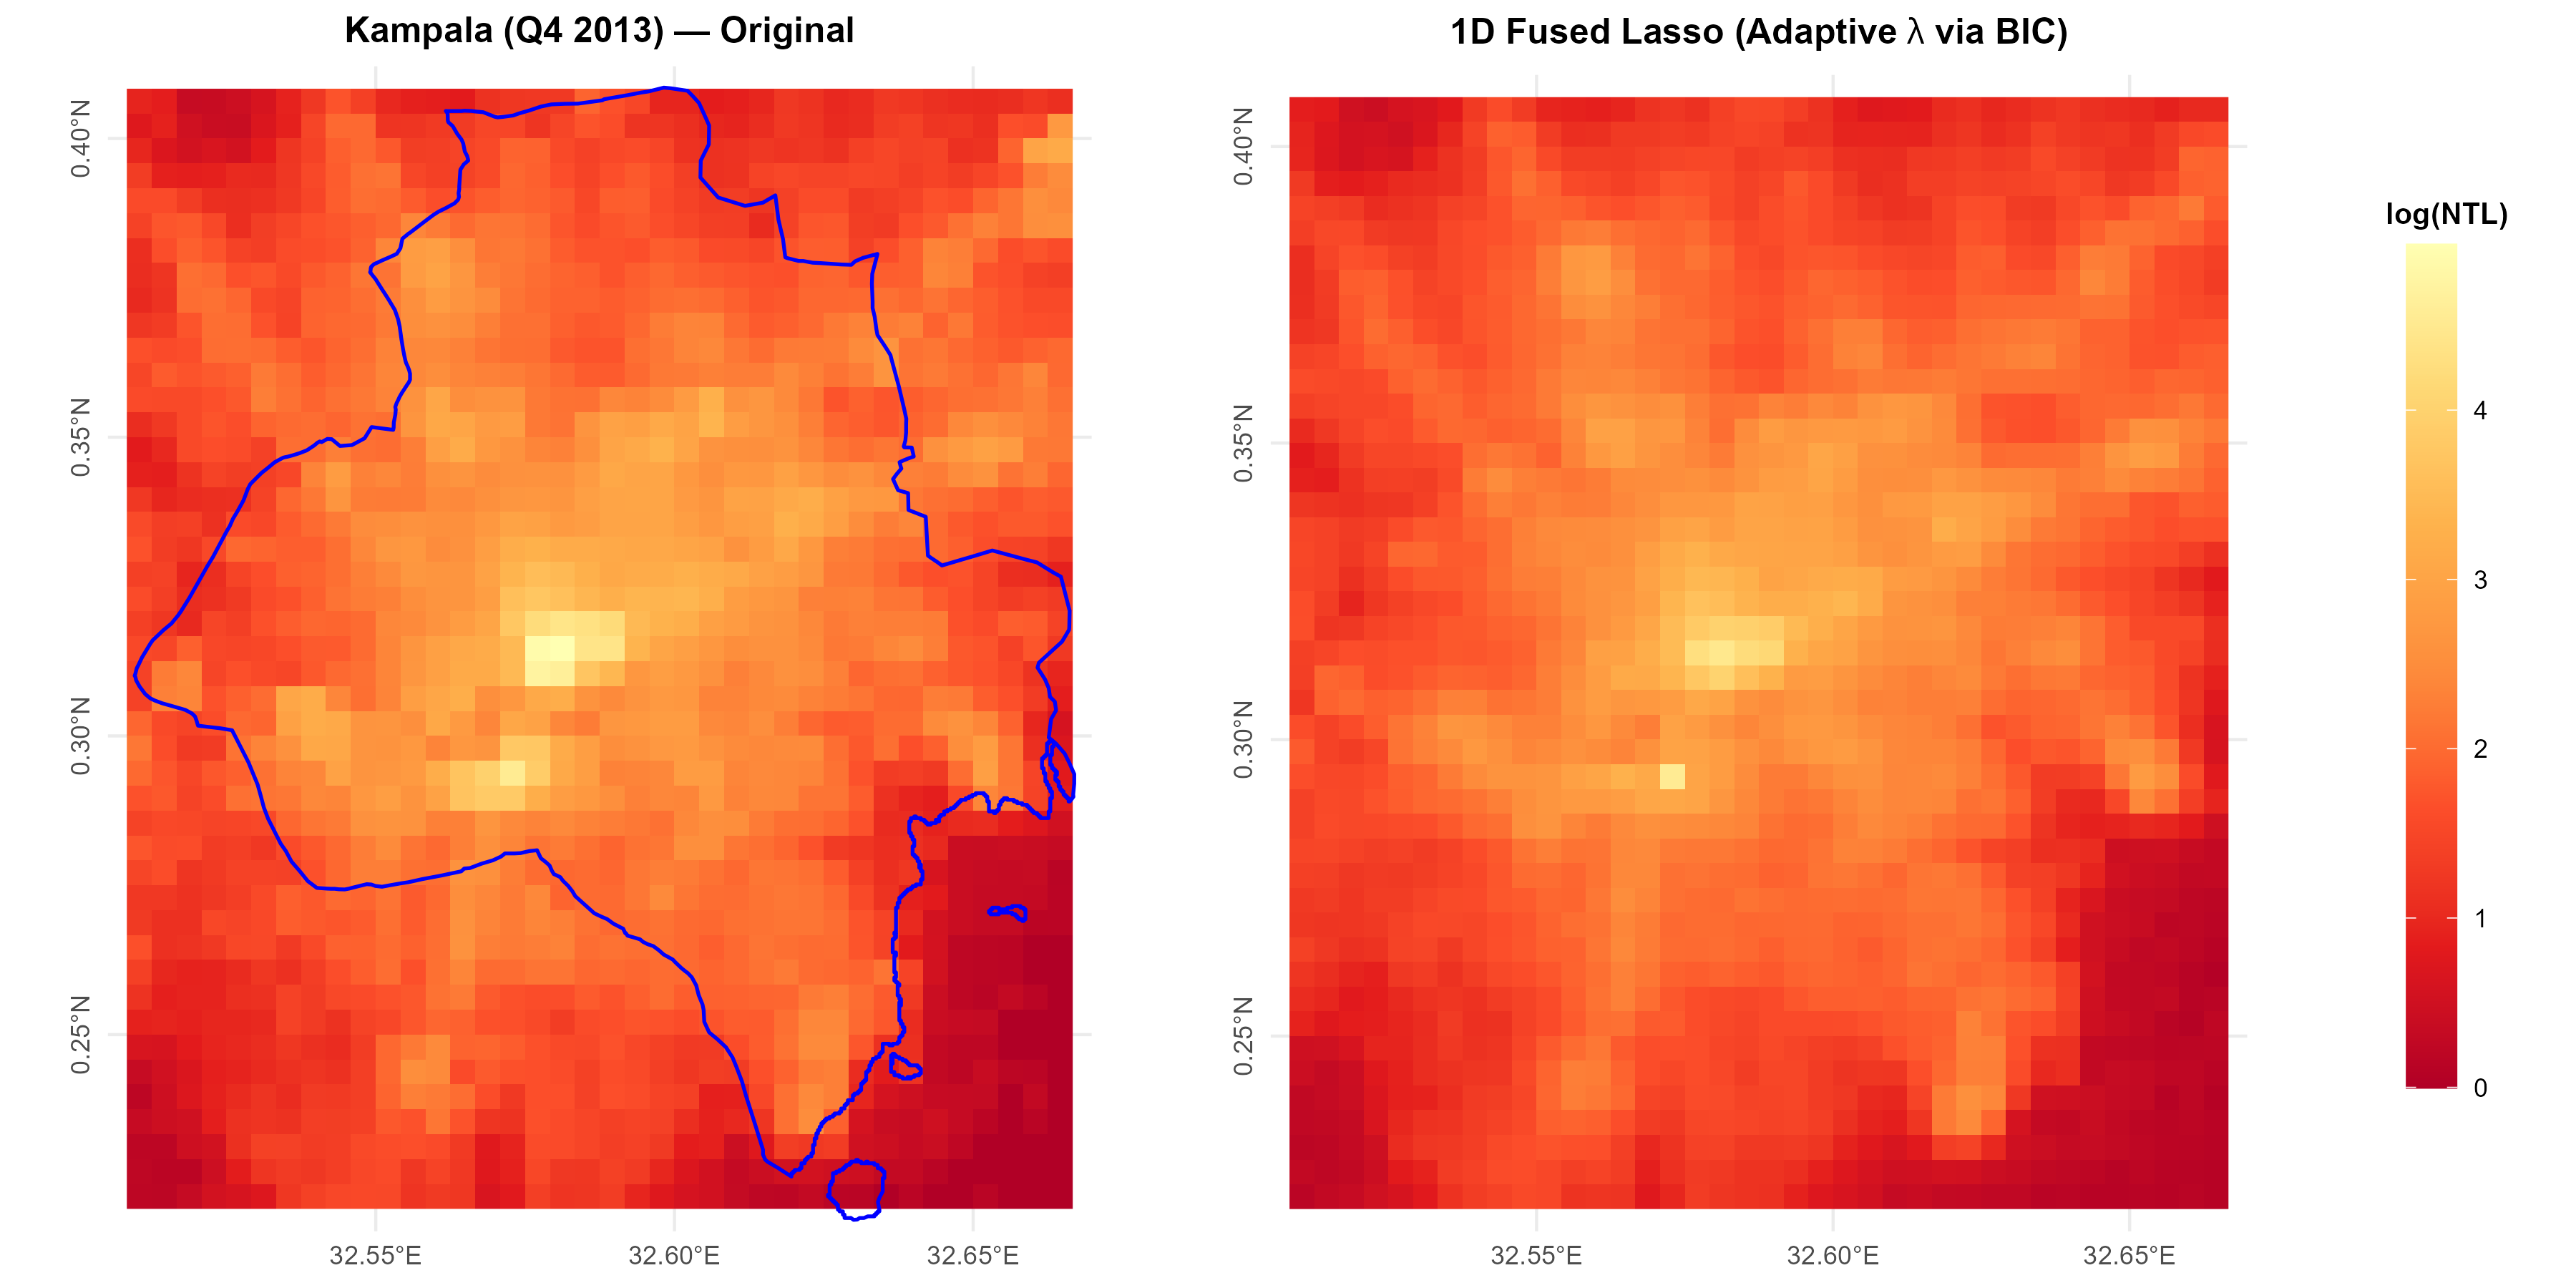 Kampala (Q4 2013) — Original
0.40°N
0.35°N
0.30°N
0.25°N
32.55°E
32.60°E
32.65°E
1D Fused Lasso (Adaptive λ via BIC)
0.40°N
0.35°N
0.30°N
0.25°N
32.55°E
32.60°E
32.65°E
log(NTL)
4
3
2
1
0